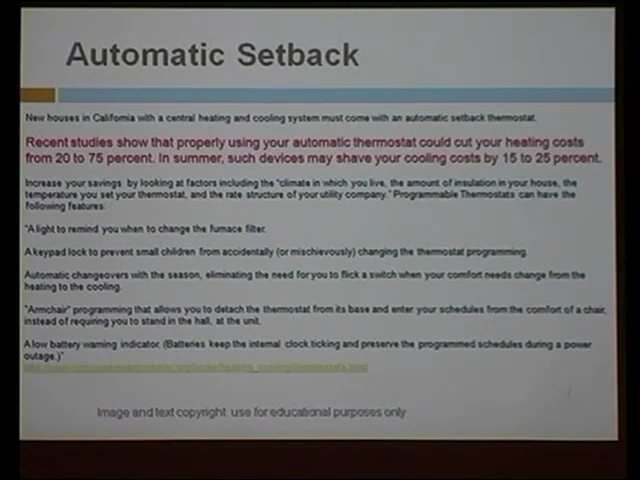 Automatic Setback
New houses in California with a central heating and cooling system must come with an automatic setback thermostat.
Recent studies show that properly using your automatic thermostat could cut your heating costs
from 20 to 75 percent. In summer, such devices may shave your cooling costs by 15 to 25 percent.
Increase your savings by looking at factors including the "climate in which you live, the amount of insulation in your house, the
temperature you set your thermostat, and the rate structure of your utility company." Programmable Thermostats can have the
following features:
"A light to remind you when to change the furnace filter.
A keypad lock to prevent small children from accidentally (or mischievously) changing the thermostat programming.
Automatic changeovers with the season, eliminating the need for you to flick a switch when your comfort needs change from the
heating to the cooling.
"Armchair" programming that allows you to detach the thermostat from its base and enter your schedules from the comfort of a chair,
instead of requiring you to stand in the hall, at the unit.
A low battery warning indicator. (Batteries keep the internal clock ticking and preserve the programmed schedules during a power
outage.)"
Image and text copyright use for educational purposes only